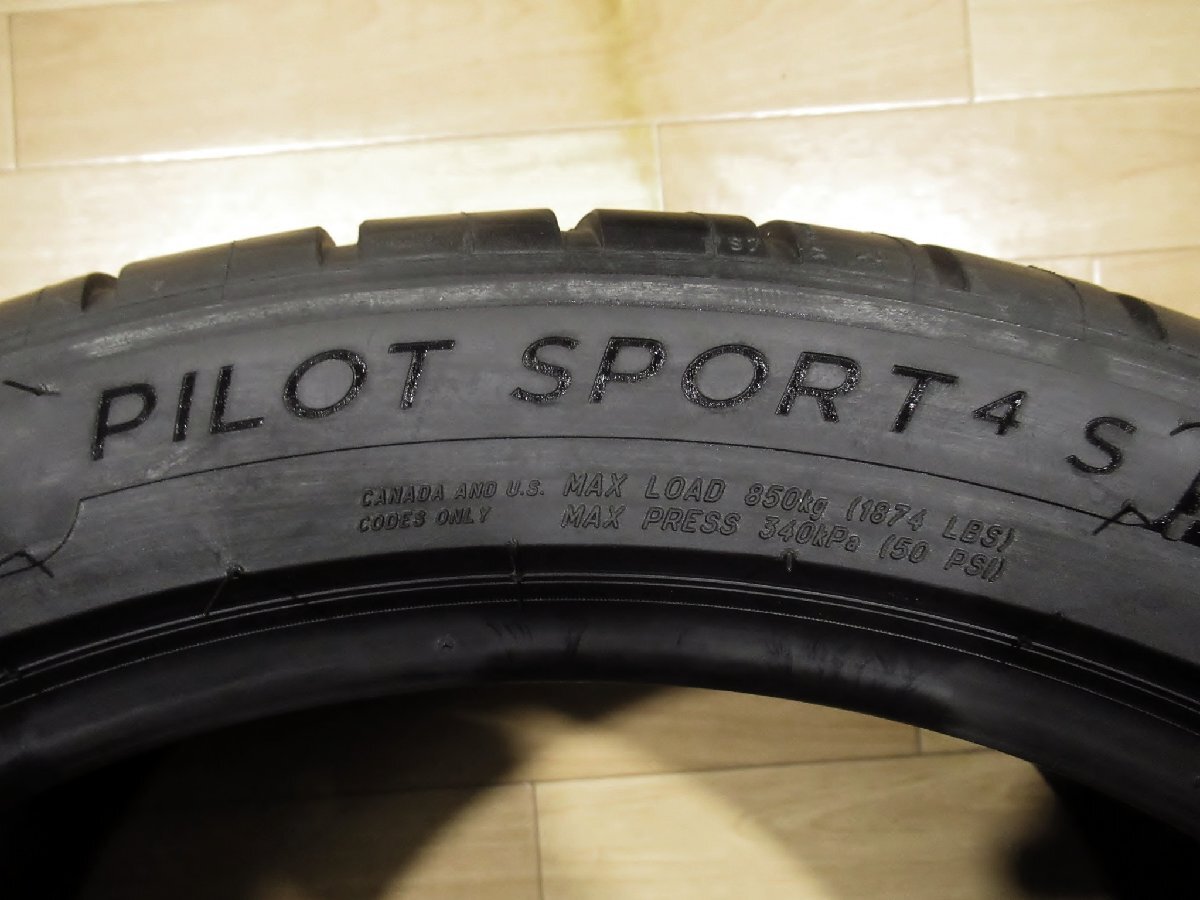 PILOT SPORT 4 S
CANADA AND U.S. MAX LOAD 850kg (1874 LBS)
CODES ONLY MAX PRESS 340kPa (50 PSI)